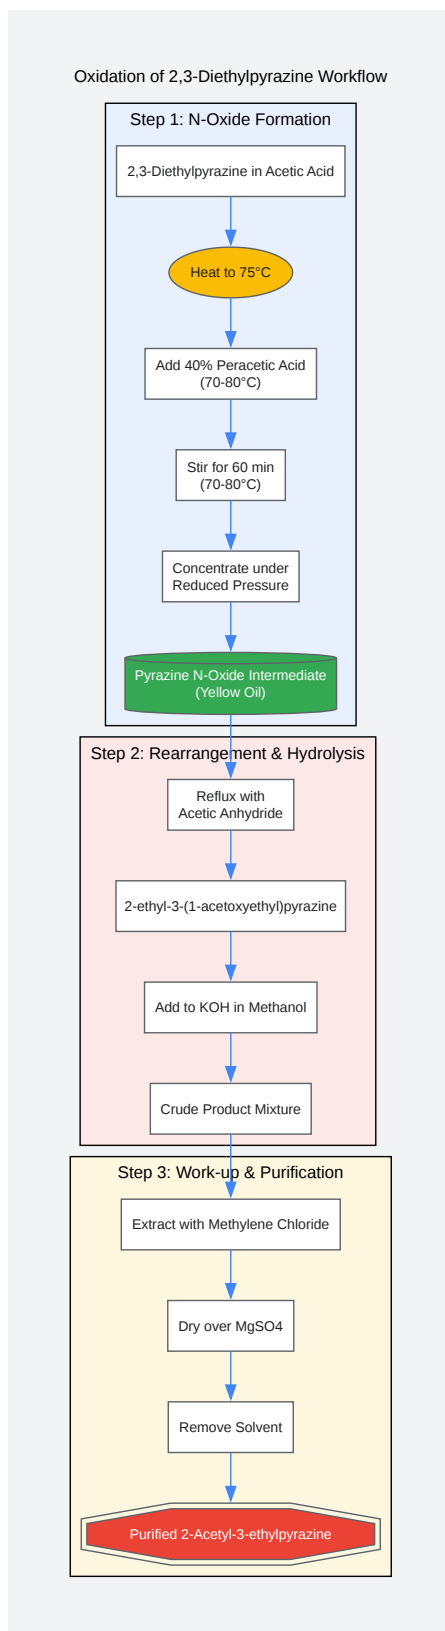 Oxidation of 2,3-Diethylpyrazine Workflow
Step 1: N-Oxide Formation
2,3-Diethylpyrazine in Acetic Acid
Heat to 75°C
Add 40% Peracetic Acid
(70-80°C)
Stir for 60 min
(70-80°C)
Concentrate under
Reduced Pressure
Pyrazine N-Oxide Intermediate
(Yellow Oil)
Step 2: Rearrangement & Hydrolysis
Reflux with
Acetic Anhydride
2-ethyl-3-(1-acetoxyethyl)pyrazine
Add to KOH in Methanol
Crude Product Mixture
Step 3: Work-up & Purification
Extract with Methylene Chloride
Dry over MgSO4
Remove Solvent
Purified 2-Acetyl-3-ethylpyrazine